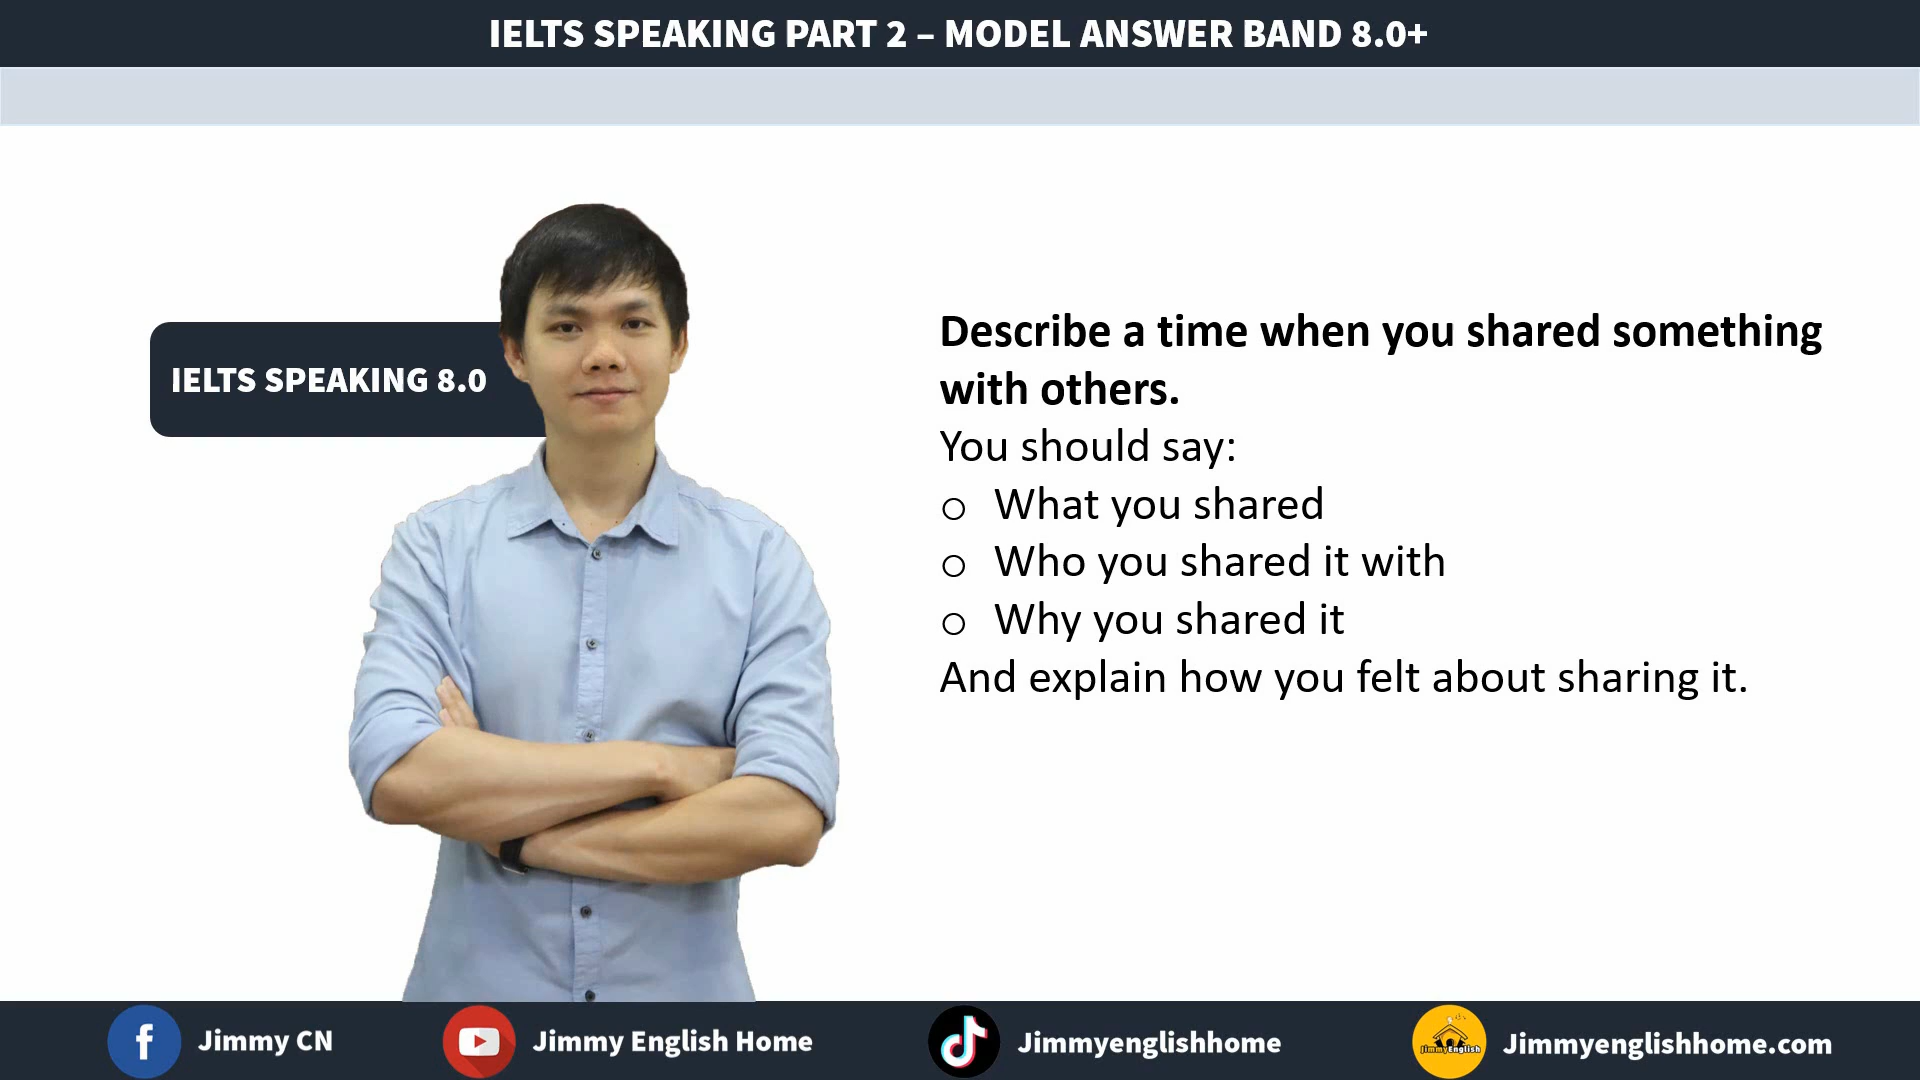 IELTS SPEAKING PART 2 – MODEL ANSWER BAND 8.0+
IELTS SPEAKING 8.0
Describe a time when you shared something
with others.
You should say:
o What you shared
o Who you shared it with
o Why you shared it
And explain how you felt about sharing it.
f Jimmy CN
Jimmy English Home
Jimmyenglishhome
JimmyEnglish
Jimmyenglishhome.com